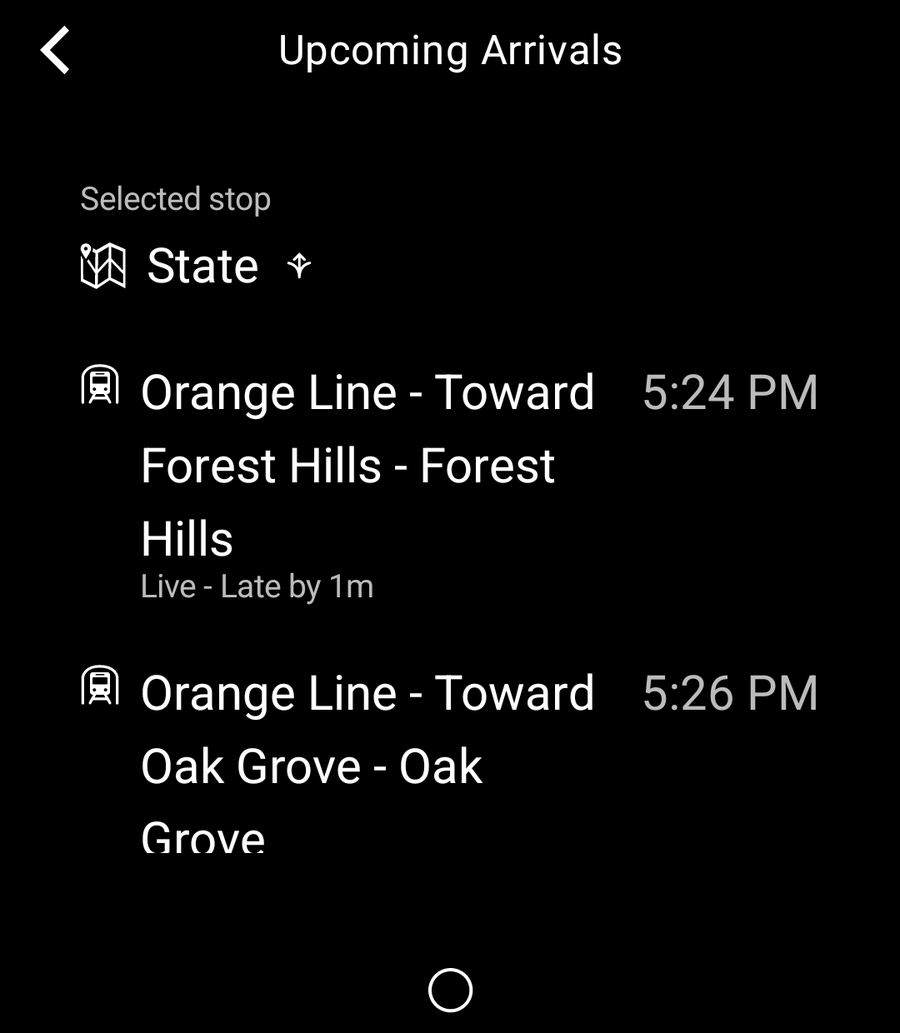 Upcoming Arrivals
Selected stop
State
Orange Line - Toward 5:24 PM
Forest Hills - Forest
Hills
Live - Late by 1m
Orange Line - Toward 5:26 PM
Oak Grove - Oak
Grove